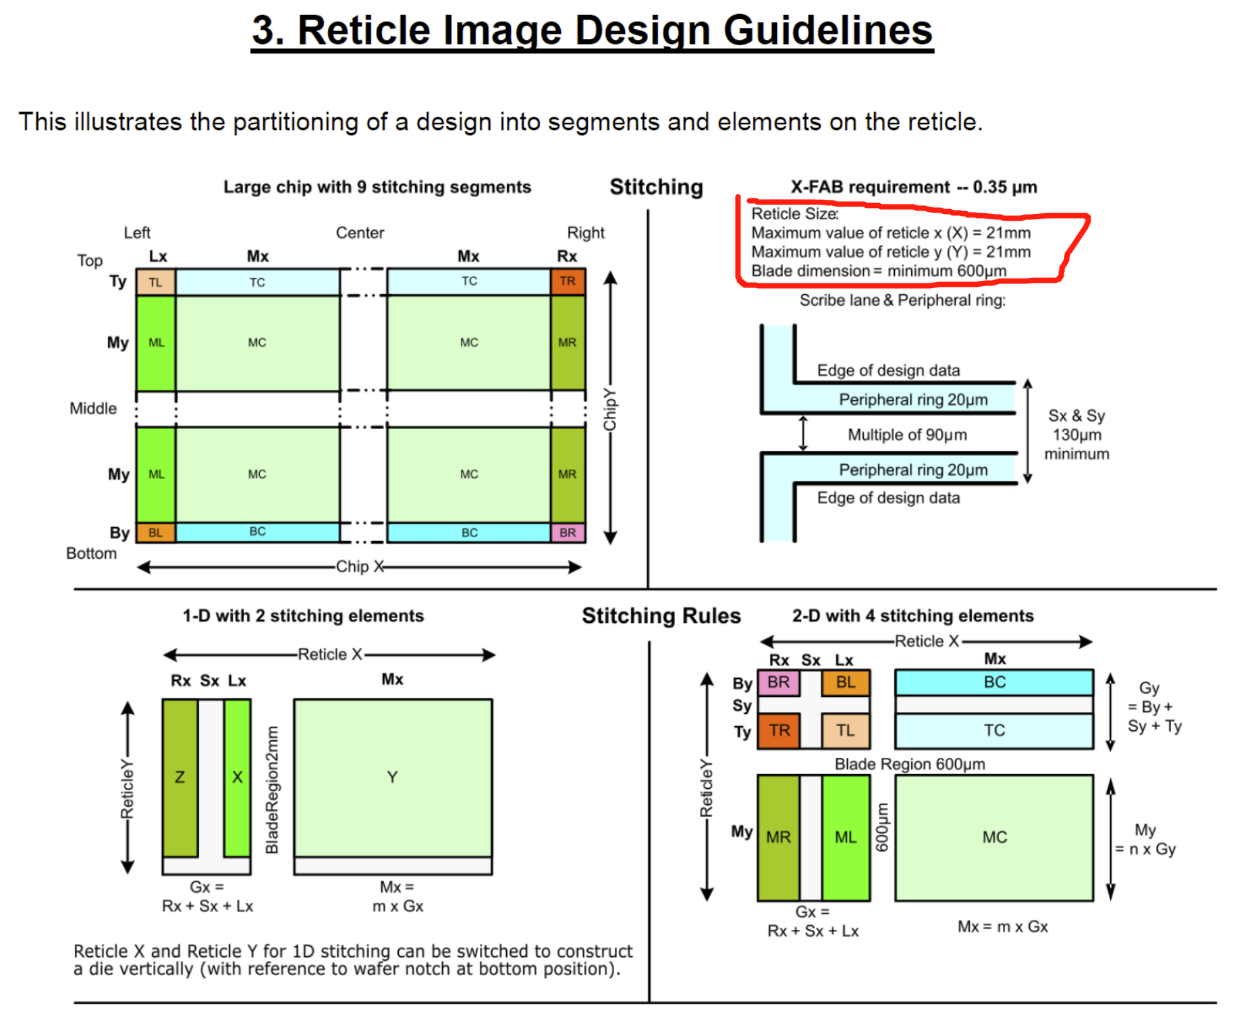 3. Reticle Image Design Guidelines
This illustrates the partitioning of a design into segments and elements on the reticle.
Large chip with 9 stitching segments
Stitching
X-FAB requirement -- 0.35 µm
Reticle Size:
Maximum value of reticle x (X) = 21mm
Maximum value of reticle y (Y) = 21mm
Blade dimension = minimum 600µm
Scribe lane & Peripheral ring:
Left
Center
Right
Top
Lx
Mx
Mx
Rx
Ty
TL
TC
TC
TR
My
ML
MC
MC
MR
Middle
ChipY
My
ML
MC
MC
MR
By
BL
BC
BC
BR
Bottom
Chip X
Edge of design data
Peripheral ring 20µm
Multiple of 90µm
Peripheral ring 20µm
Edge of design data
Sx & Sy
130µm
minimum
1-D with 2 stitching elements
Stitching Rules
2-D with 4 stitching elements
Reticle X
Rx Sx Lx
Mx
ReticleY
Z
X
BladeRegion2mm
Y
Gx =
Rx + Sx + Lx
Mx =
m x Gx
Reticle X and Reticle Y for 1D stitching can be switched to construct
a die vertically (with reference to wafer notch at bottom position).
Reticle X
Rx Sx Lx
Mx
By
BR
BL
BC
Sy
Ty
TR
TL
TC
Gy
= By +
Sy + Ty
Blade Region 600µm
ReticleY
My
MR
ML
600µm
MC
My
= n x Gy
Gx =
Rx + Sx + Lx
Mx = m x Gx